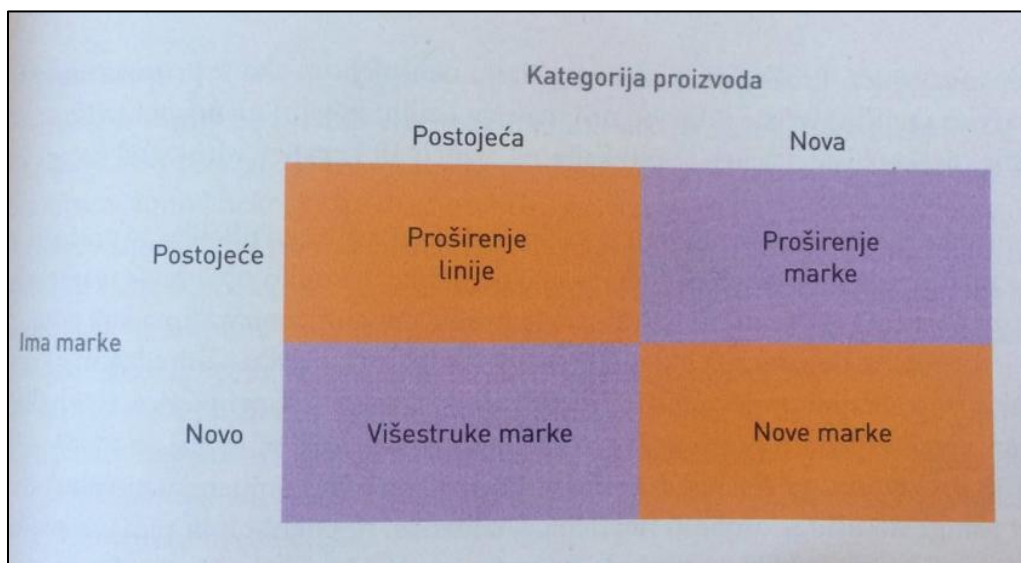 Kategorija proizvoda
Postojeća Nova
Postojeće
Proširenje
linije
Proširenje
marke
Ima marke
Novo
Višestruke marke
Nove marke